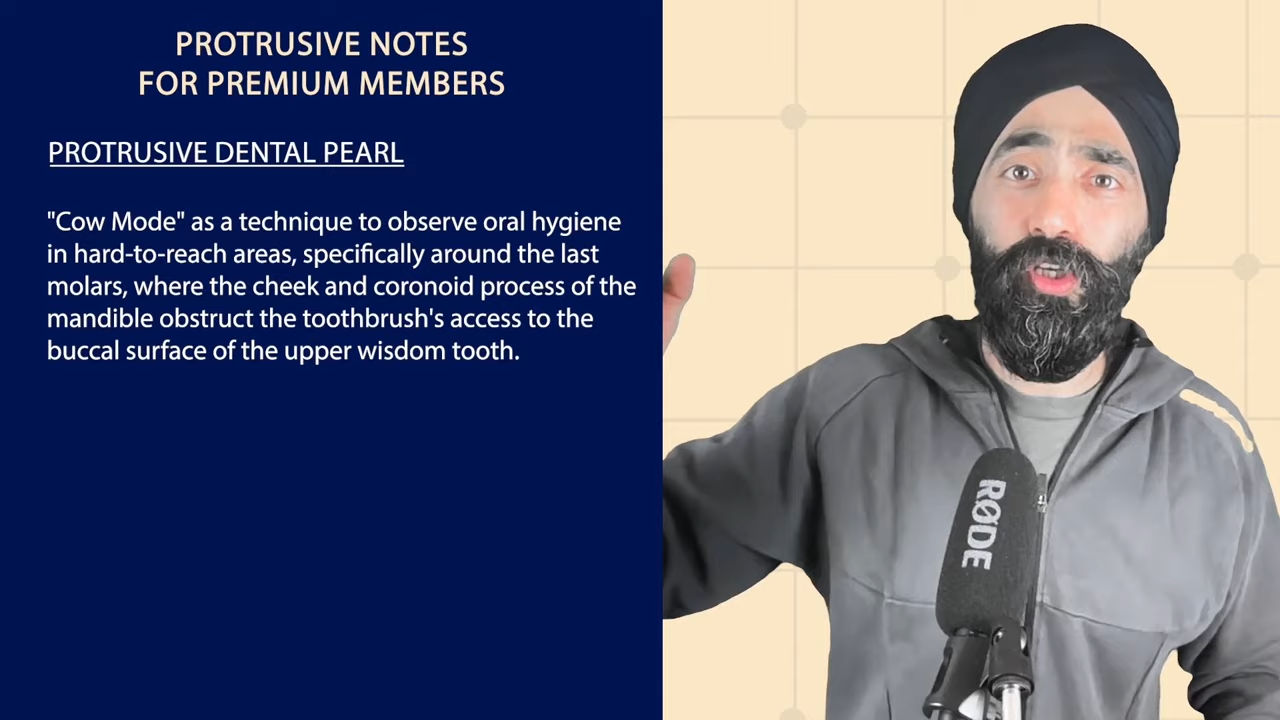 PROTRUSIVE NOTES
FOR PREMIUM MEMBERS
PROTRUSIVE DENTAL PEARL
"Cow Mode" as a technique to observe oral hygiene
in hard-to-reach areas, specifically around the last
molars, where the cheek and coronoid process of the
mandible obstruct the toothbrush's access to the
buccal surface of the upper wisdom tooth.
RØDE